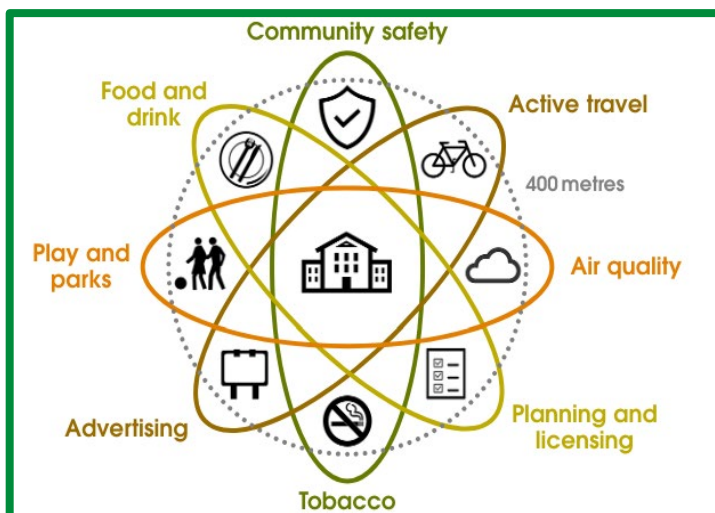 Community safety
Food and
drink
Active travel
400 metres
Play and
parks
Air quality
Advertising
Planning and
licensing
Tobacco